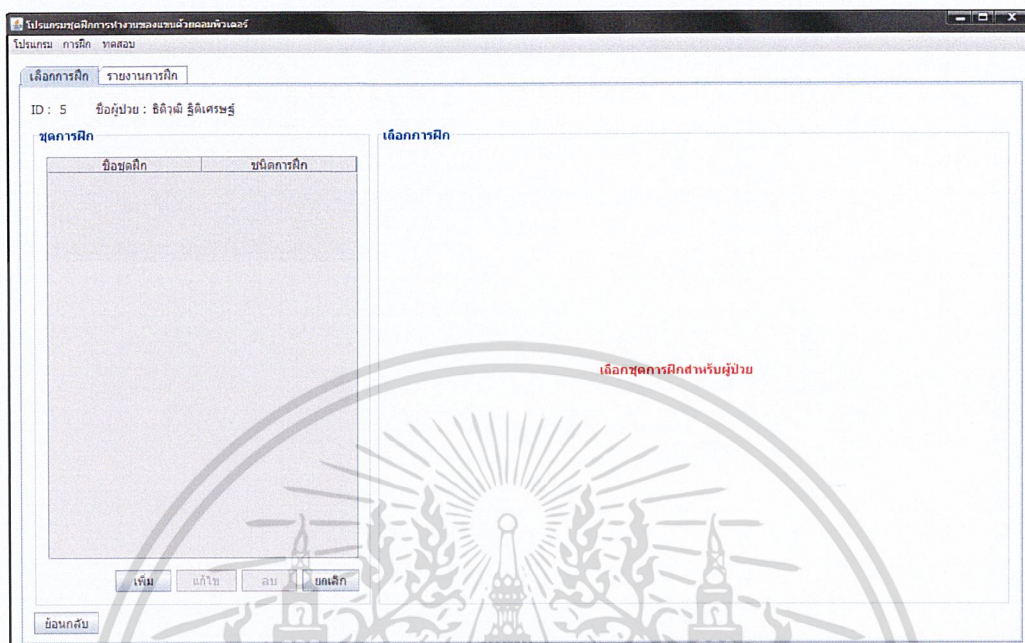 โปรแกรมชุดฝึกการทำงานของแขนด้วยคอมพิวเตอร์
โปรแกรม การฝึก ทดสอบ
เลือกการฝึก รายงานการฝึก
ID : 5 ชื่อผู้ป่วย : ธิติวุฒิ ฐิติเศรษฐ์
ชุดการฝึก เลือกการฝึก
ชื่อชุดฝึก ชนิดการฝึก
เลือกชุดการฝึกสำหรับผู้ป่วย
เพิ่ม แก้ไข ลบ ยกเลิก
ย้อนกลับ